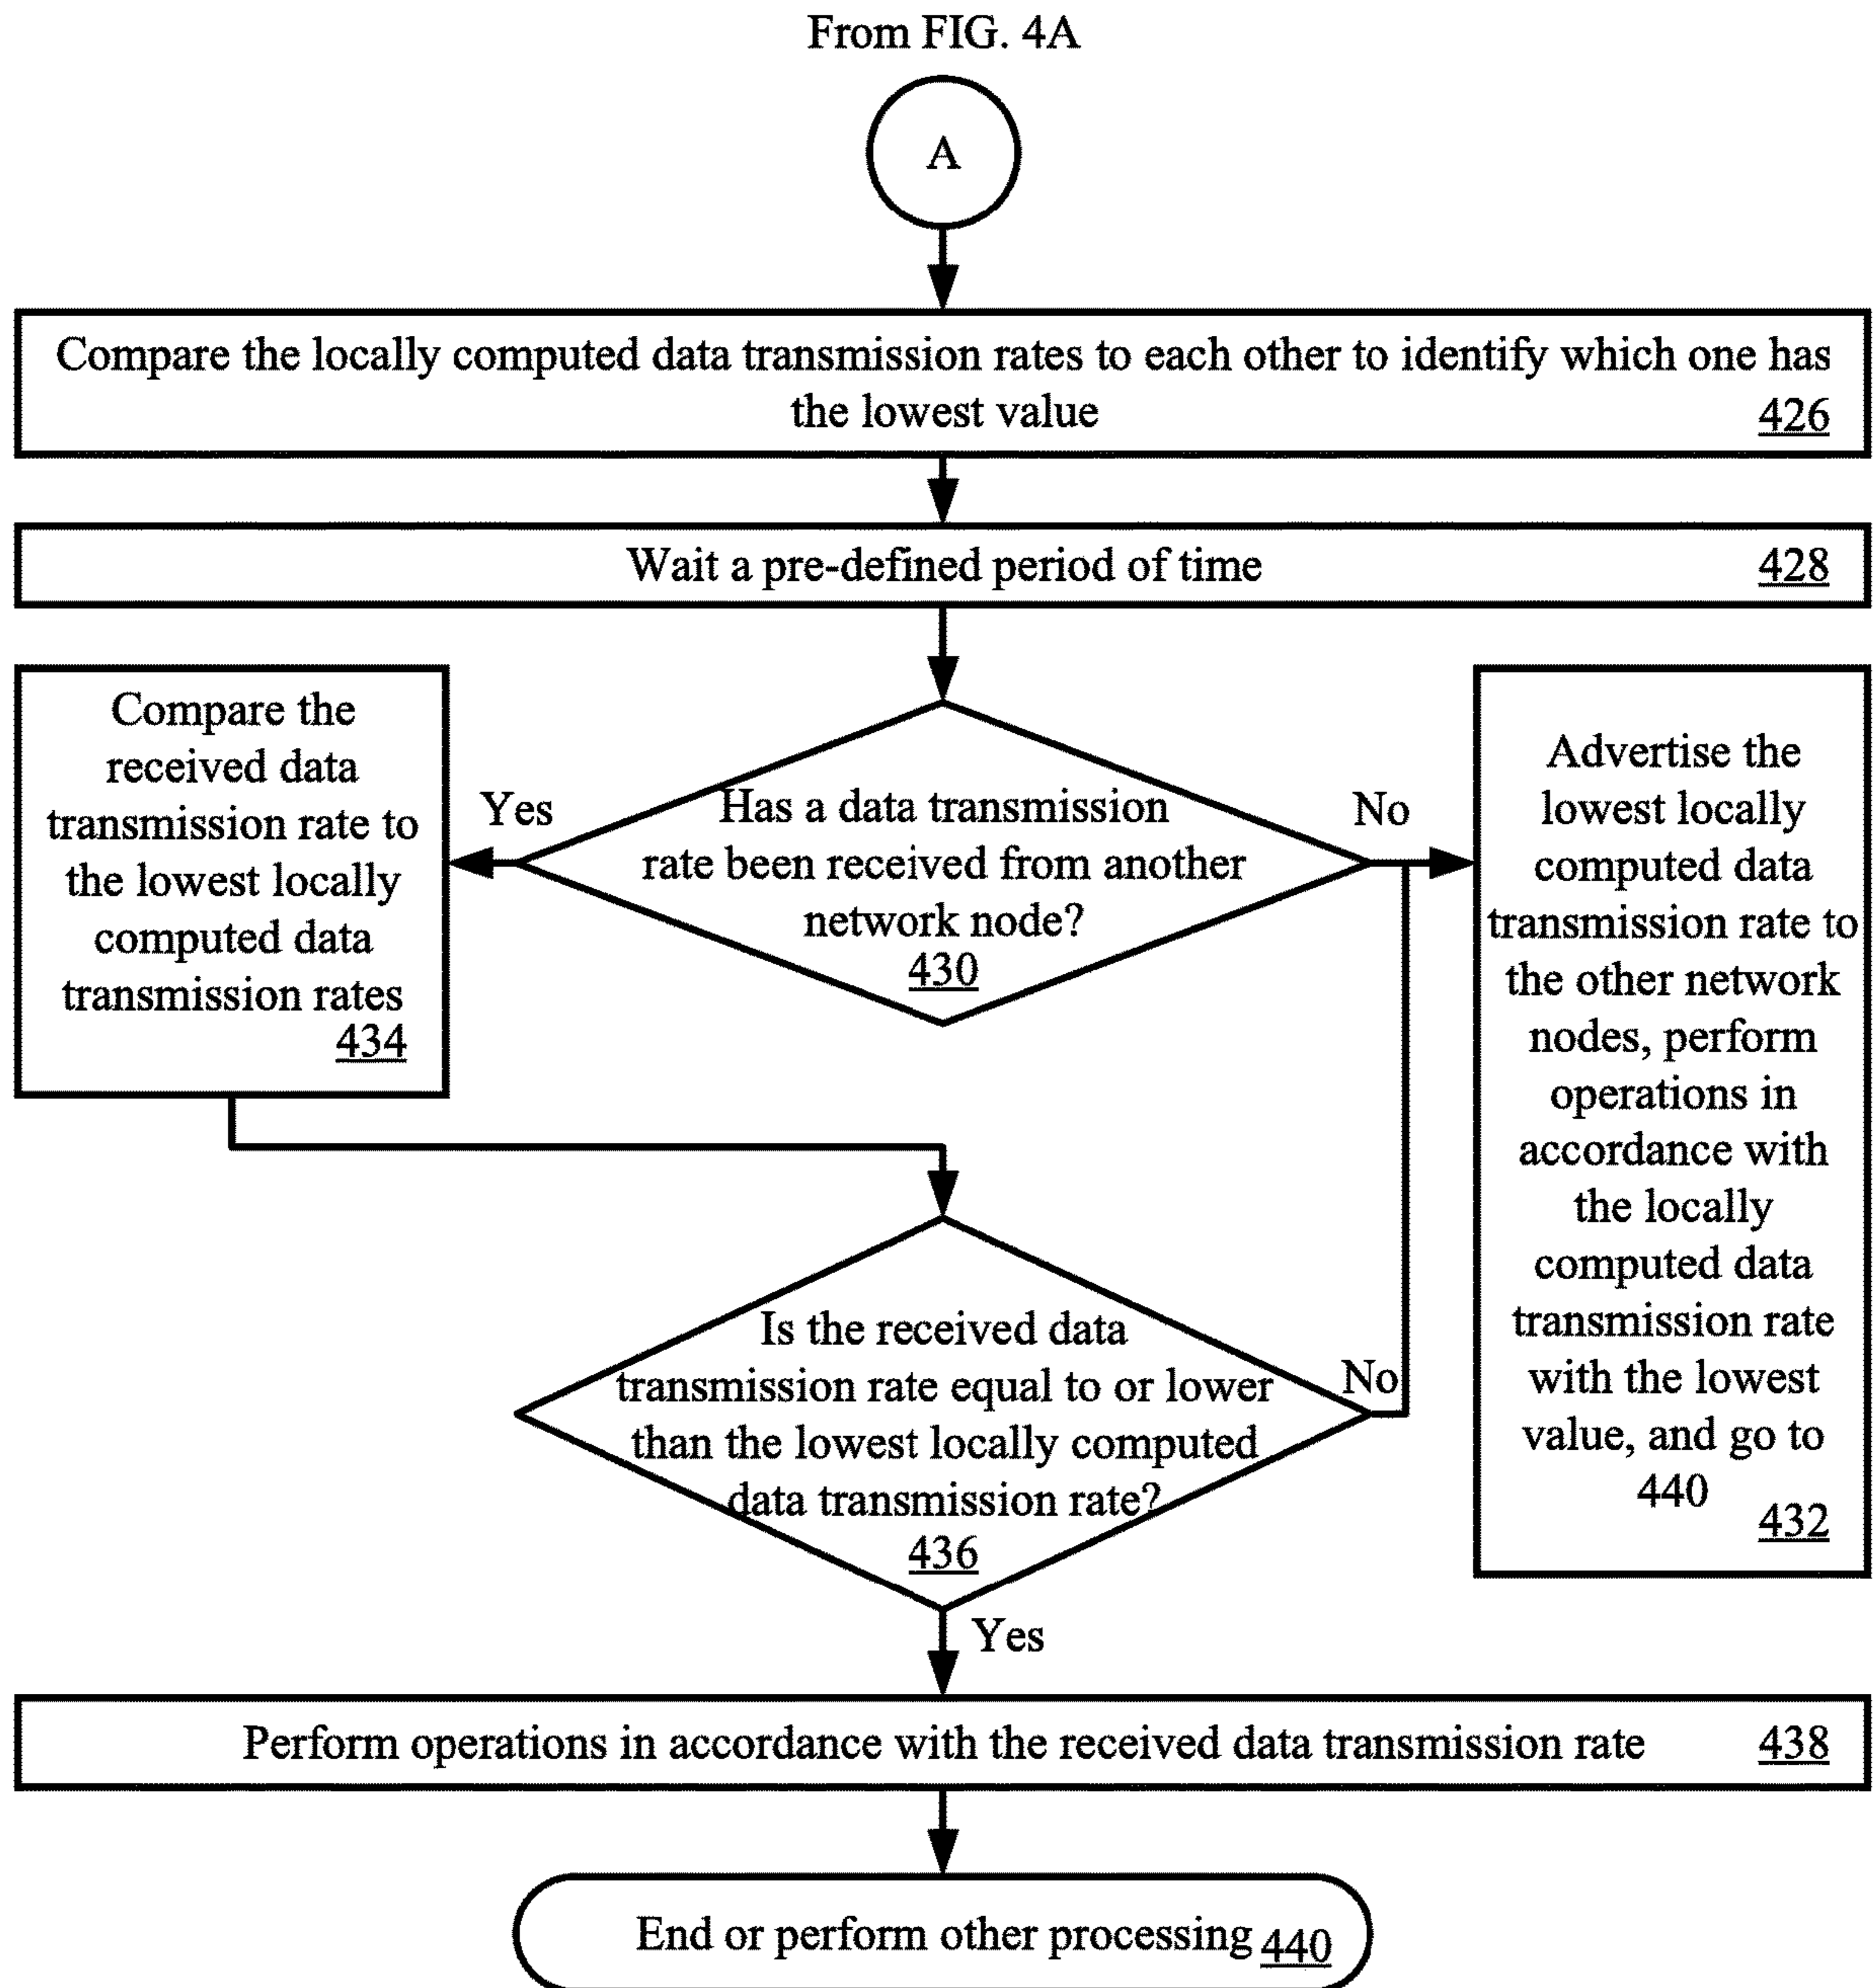 From FIG. 4A
A
Compare the locally computed data transmission rates to each other to identify which one has
the lowest value
426
Wait a pre-defined period of time
428
Compare the
received data
transmission rate to
the lowest locally
computed data
transmission rates
434
Yes
Has a data transmission
rate been received from another
network node?
430
No
Advertise the
lowest locally
computed data
transmission rate to
the other network
nodes, perform
operations in
accordance with
the locally
computed data
transmission rate
with the lowest
value, and go to
440
432
Is the received data
transmission rate equal to or lower
than the lowest locally computed
data transmission rate?
436
No
Yes
Perform operations in accordance with the received data transmission rate
438
End or perform other processing
440